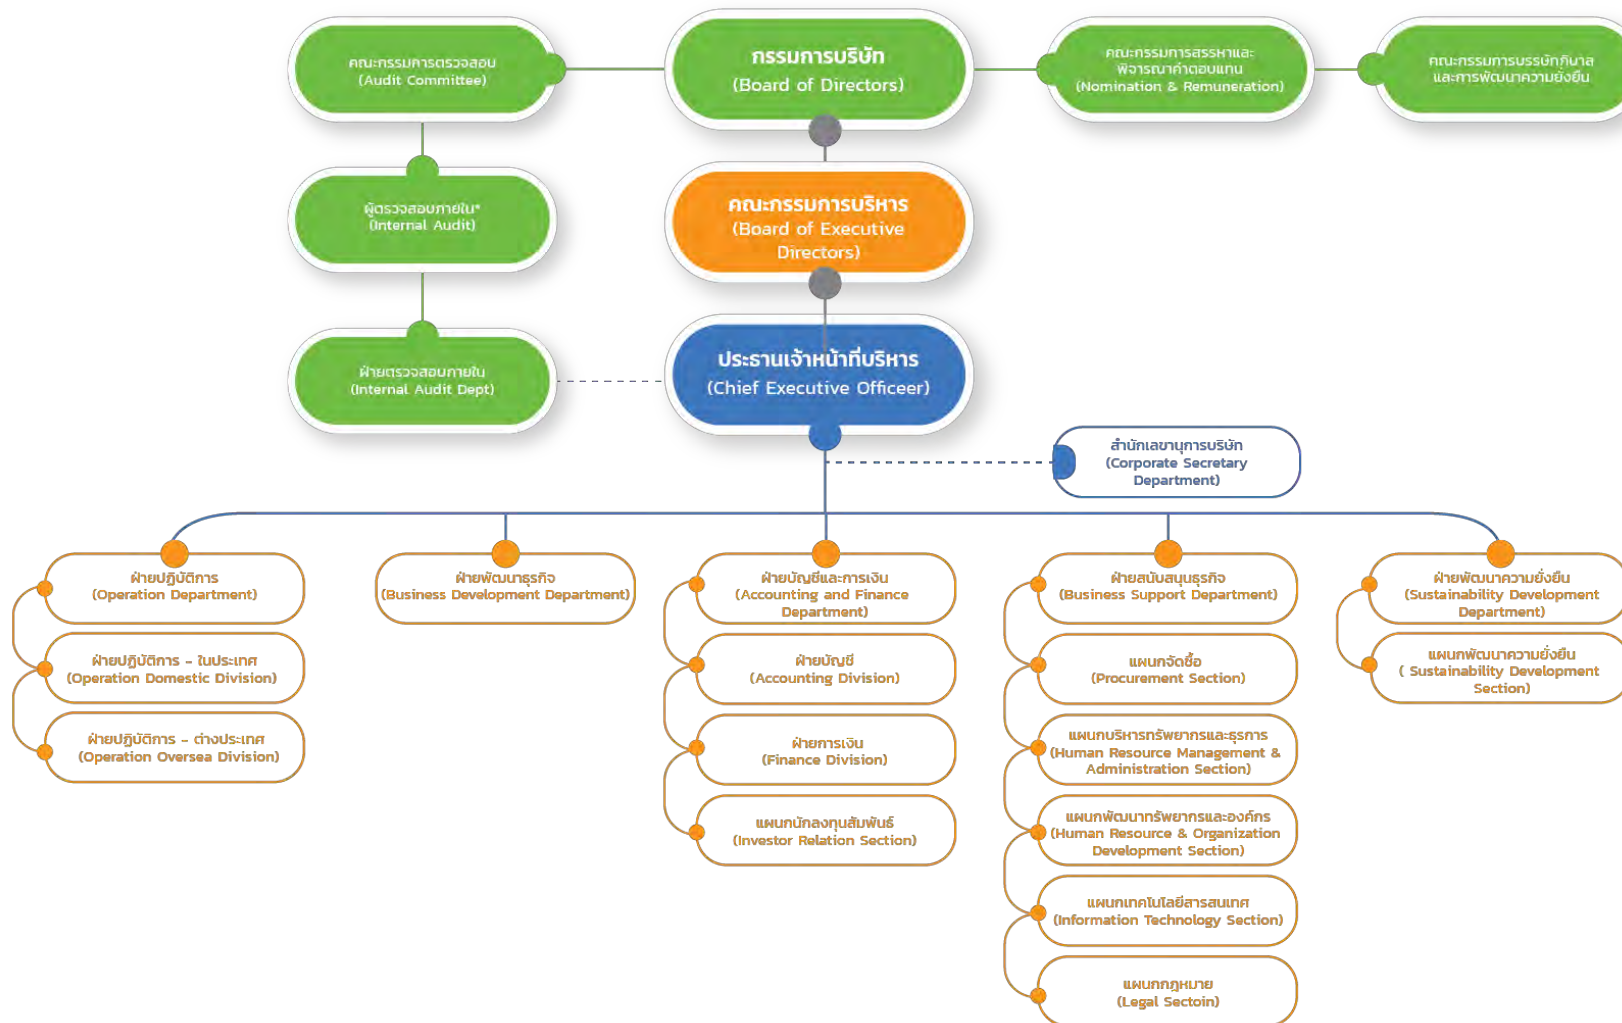 คณะกรรมการตรวจสอบ
(Audit Committee)
กรรมการบริษัท
(Board of Directors)
คณะกรรมการสรรหาและ
พิจารณาค่าตอบแทน
(Nomination & Remuneration)
คณะกรรมการบรรษัทภิบาล
และการพัฒนาความยั่งยืน
ผู้ตรวจสอบภายใน*
(Internal Audit)
คณะกรรมการบริหาร
(Board of Executive
Directors)
ฝ่ายตรวจสอบภายใน
(Internal Audit Dept)
ประธานเจ้าหน้าที่บริหาร
(Chief Executive Officeer)
สำนักเลขานุการบริษัท
(Corporate Secretary
Department)
ฝ่ายปฏิบัติการ
(Operation Department)
ฝ่ายปฏิบัติการ - ในประเทศ
(Operation Domestic Division)
ฝ่ายปฏิบัติการ - ต่างประเทศ
(Operation Oversea Division)
ฝ่ายพัฒนาธุรกิจ
(Business Development Department)
ฝ่ายบัญชีและการเงิน
(Accounting and Finance
Department)
ฝ่ายบัญชี
(Accounting Division)
ฝ่ายการเงิน
(Finance Division)
แผนกนักลงทุนสัมพันธ์
(Investor Relation Section)
ฝ่ายสนับสนุนธุรกิจ
(Business Support Department)
แผนกจัดซื้อ
(Procurement Section)
แผนกบริหารทรัพยากรและธุรการ
(Human Resource Management &
Administration Section)
แผนกพัฒนาทรัพยากรและองค์กร
(Human Resource & Organization
Development Section)
แผนกเทคโนโลยีสารสนเทศ
(Information Technology Section)
แผนกกฎหมาย
(Legal Sectoin)
ฝ่ายพัฒนาความยั่งยืน
(Sustainability Development
Department)
แผนกพัฒนาความยั่งยืน
( Sustainability Development
Section)